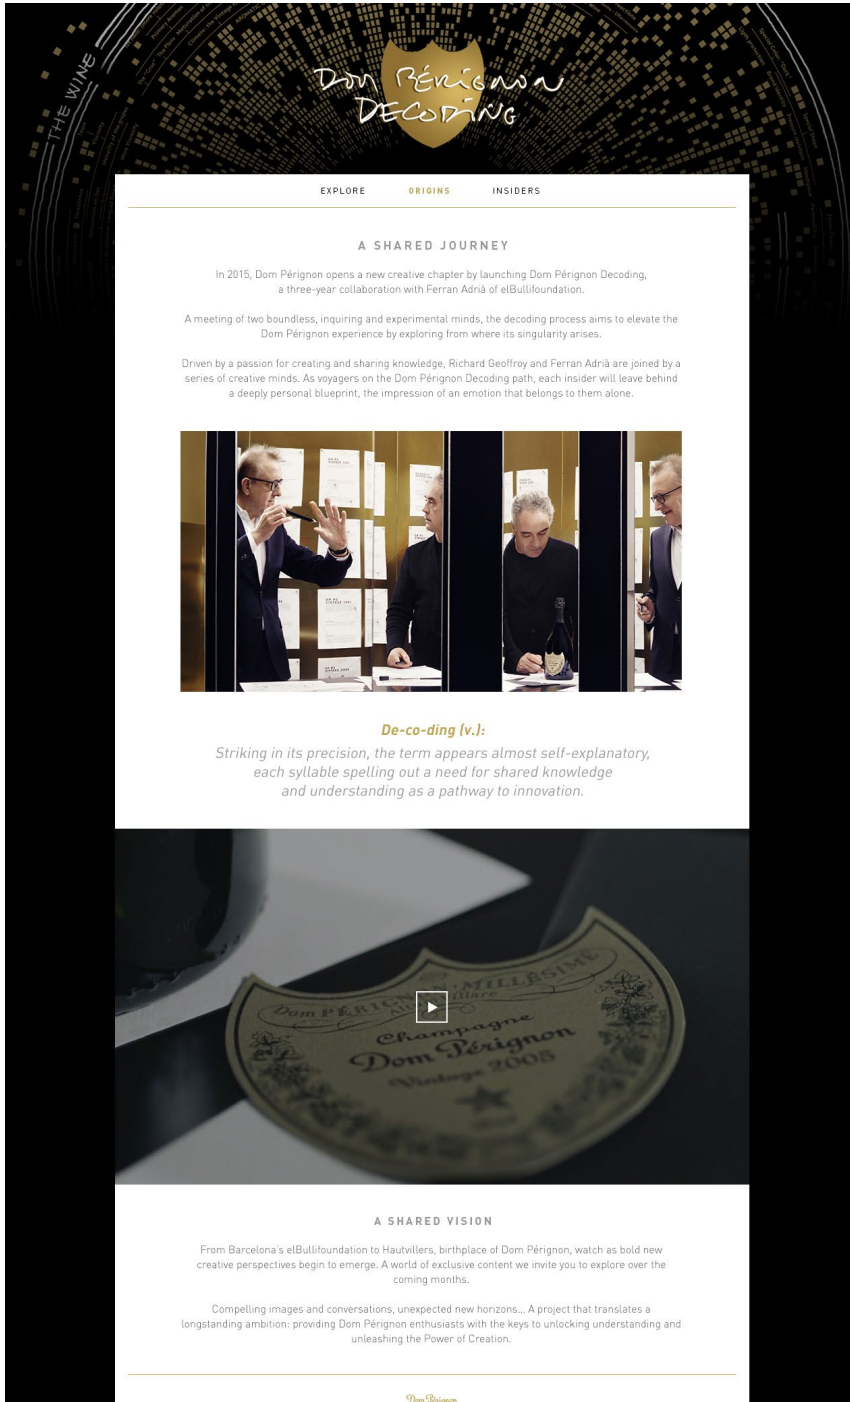 THE WINE
Dom Pérignon
Decoding
EXPLORE ORIGINS INSIDERS
A SHARED JOURNEY
In 2015, Dom Pérignon opens a new creative chapter by launching Dom Pérignon Decoding,
a three-year collaboration with Ferran Adrià of elBullifoundation.
A meeting of two boundless, inquiring and experimental minds, the decoding process aims to elevate the
Dom Pérignon experience by exploring from where its singularity arises.
Driven by a passion for creating and sharing knowledge, Richard Geoffroy and Ferran Adrià are joined by a
series of creative minds. As voyagers on the Dom Pérignon Decoding path, each insider will leave behind
a deeply personal blueprint, the impression of an emotion that belongs to them alone.
De-co-ding (v.):
Striking in its precision, the term appears almost self-explanatory,
each syllable spelling out a need for shared knowledge
and understanding as a pathway to innovation.
Dom PÉRIGNON · MILLÉSIME
Champagne
Dom Pérignon
Vintage 2005
A SHARED VISION
From Barcelona's elBullifoundation to Hautvillers, birthplace of Dom Pérignon, watch as bold new
creative perspectives begin to emerge. A world of exclusive content we invite you to explore over the
coming months.
Compelling images and conversations, unexpected new horizons... A project that translates a
longstanding ambition: providing Dom Pérignon enthusiasts with the keys to unlocking understanding and
unleashing the Power of Creation.
Dom Pérignon